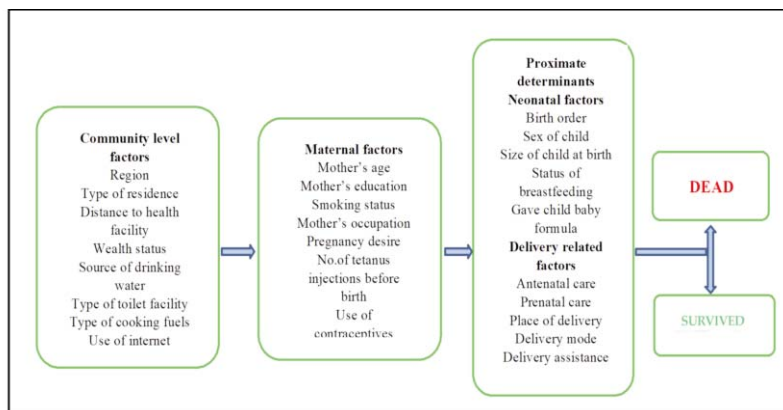 Community level
factors
Region
Type of residence
Distance to health
facility
Wealth status
Source of drinking
water
Type of toilet facility
Type of cooking fuels
Use of internet
Maternal factors
Mother's age
Mother's education
Smoking status
Mother's occupation
Pregnancy desire
No.of tetanus
injections before
birth
Use of
contraceptives
Proximate
determinants
Neonatal factors
Birth order
Sex of child
Size of child at birth
Status of
breastfeeding
Gave child baby
formula
Delivery related
factors
Antenatal care
Prenatal care
Place of delivery
Delivery mode
Delivery assistance
DEAD
SURVIVED